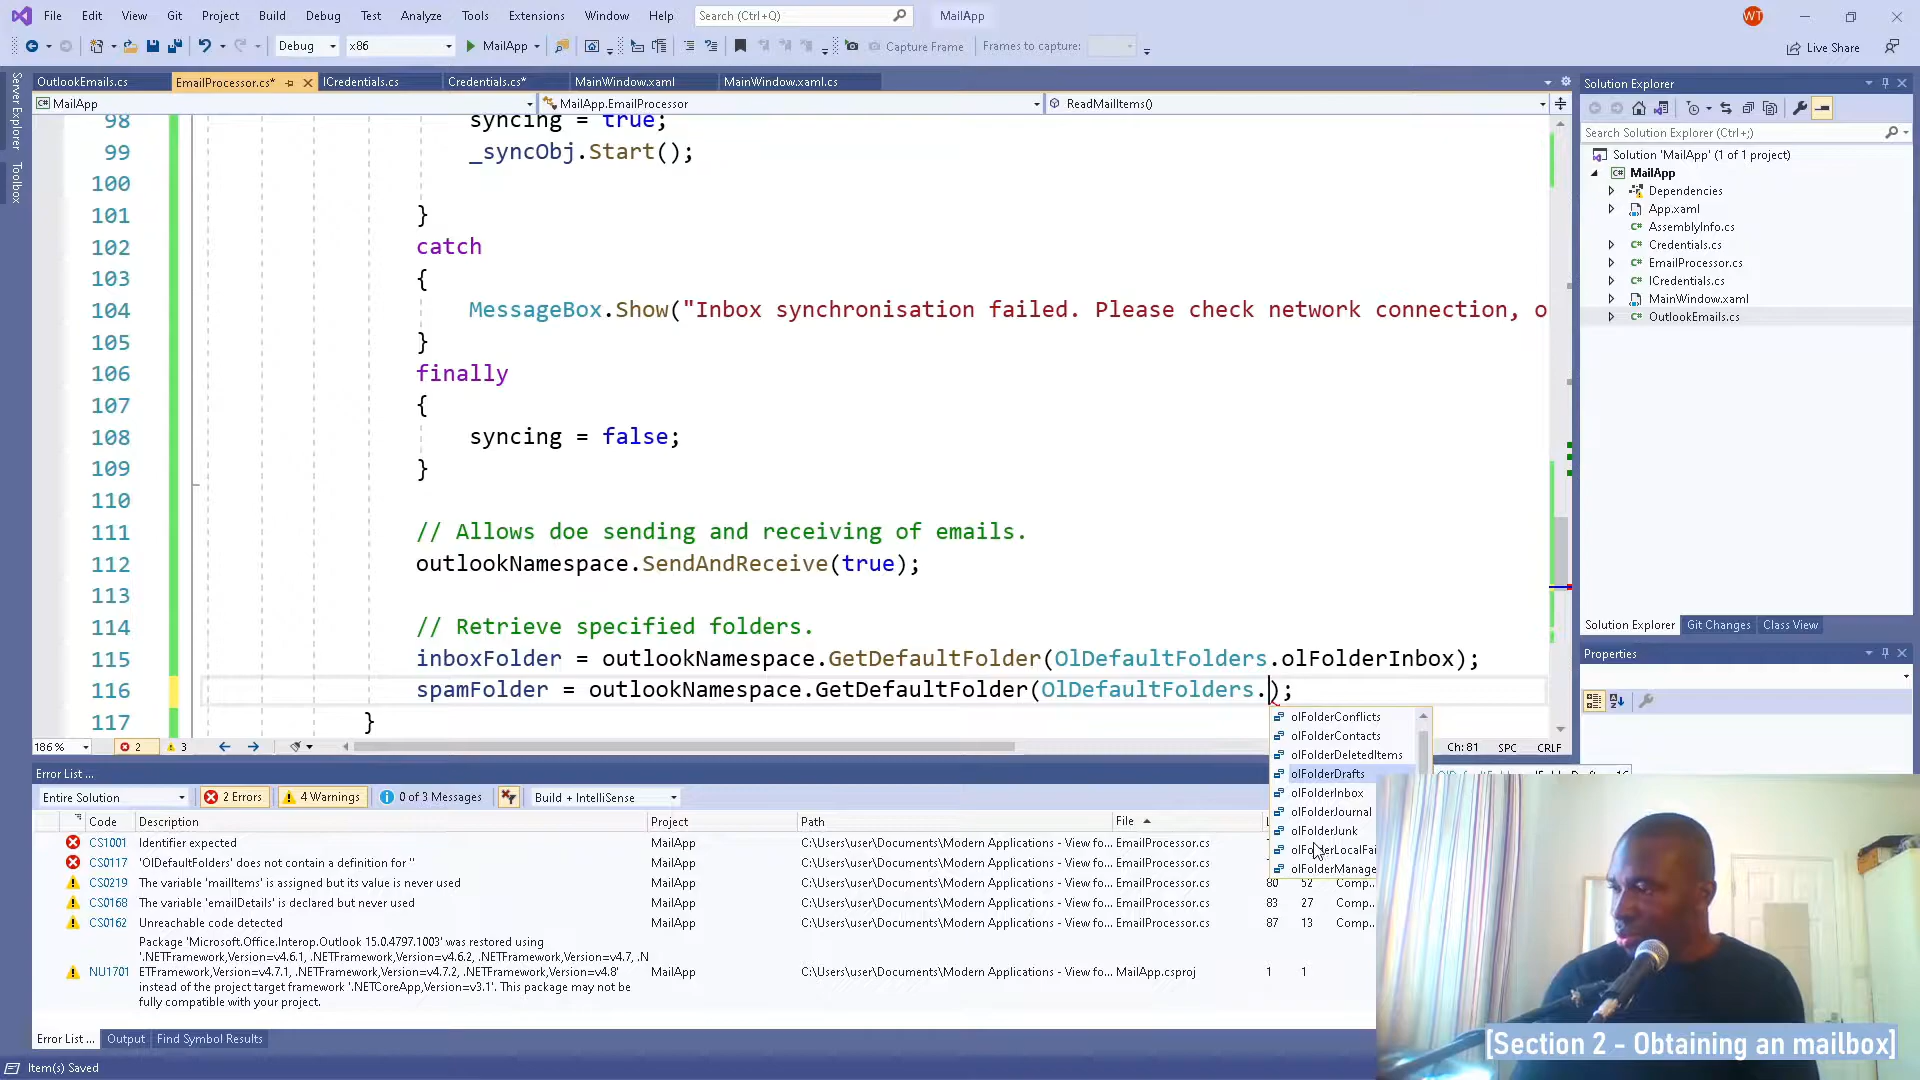 File Edit View Git Project Build Debug Test Analyze Tools Extensions Window Help Search (Ctrl+Q) MailApp WT
Debug x86 MailApp Capture Frame Frames to capture: Live Share
OutlookEmails.cs EmailProcessor.cs* ICredentials.cs Credentials.cs* MainWindow.xaml MainWindow.xaml.cs
MailApp MailApp.EmailProcessor ReadMailItems()
Server Explorer
Toolbox
98 syncing = true;
99 _syncObj.Start();
100
101 }
102 catch
103 {
104 MessageBox.Show("Inbox synchronisation failed. Please check network connection, o
105 }
106 finally
107 {
108 syncing = false;
109 }
110
111 // Allows doe sending and receiving of emails.
112 outlookNamespace.SendAndReceive(true);
113
114 // Retrieve specified folders.
115 inboxFolder = outlookNamespace.GetDefaultFolder(OlDefaultFolders.olFolderInbox);
116 spamFolder = outlookNamespace.GetDefaultFolder(OlDefaultFolders.);
117 }
olFolderConflicts
olFolderContacts
olFolderDeletedItems
olFolderDrafts
olFolderInbox
olFolderJournal
olFolderJunk
olFolderLocalFai
olFolderManage
186% 2 3 Ch: 81 SPC CRLF
Solution Explorer
Search Solution Explorer (Ctrl+;)
Solution 'MailApp' (1 of 1 project)
MailApp
Dependencies
App.xaml
AssemblyInfo.cs
Credentials.cs
EmailProcessor.cs
ICredentials.cs
MainWindow.xaml
OutlookEmails.cs
Solution Explorer Git Changes Class View
Properties
Error List ...
Entire Solution 2 Errors 4 Warnings 0 of 3 Messages Build + IntelliSense
Code Description Project Path File
CS1001 Identifier expected MailApp C:\Users\user\Documents\Modern Applications - View fo... EmailProcessor.cs
CS0117 'OlDefaultFolders' does not contain a definition for '' MailApp C:\Users\user\Documents\Modern Applications - View fo... EmailProcessor.cs
CS0219 The variable 'mailItems' is assigned but its value is never used MailApp C:\Users\user\Documents\Modern Applications - View fo... EmailProcessor.cs 80 52 Comp...
CS0168 The variable 'emailDetails' is declared but never used MailApp C:\Users\user\Documents\Modern Applications - View fo... EmailProcessor.cs 83 27 Comp...
CS0162 Unreachable code detected MailApp C:\Users\user\Documents\Modern Applications - View fo... EmailProcessor.cs 87 13 Comp...
NU1701 Package 'Microsoft.Office.Interop.Outlook 15.0.4797.1003' was restored using
'.NETFramework,Version=v4.6.1, .NETFramework,Version=v4.6.2, .NETFramework,Version=v4.7, .N
ETFramework,Version=v4.7.1, .NETFramework,Version=v4.7.2, .NETFramework,Version=v4.8'
instead of the project target framework '.NETCoreApp,Version=v3.1'. This package may not be
fully compatible with your project. MailApp C:\Users\user\Documents\Modern Applications - View fo... MailApp.csproj 1 1
Error List ... Output Find Symbol Results
Item(s) Saved
[Section 2 - Obtaining an mailbox]